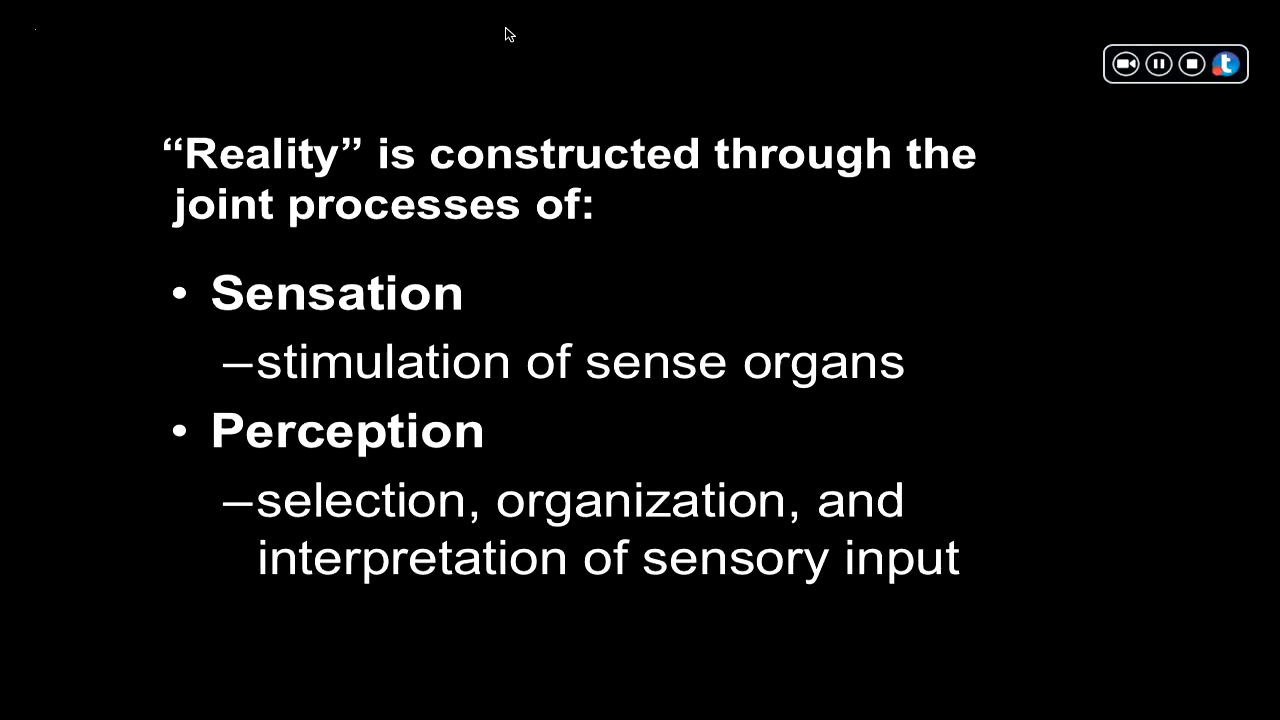 “Reality” is constructed through the
joint processes of:
• Sensation
–stimulation of sense organs
• Perception
–selection, organization, and
interpretation of sensory input
t